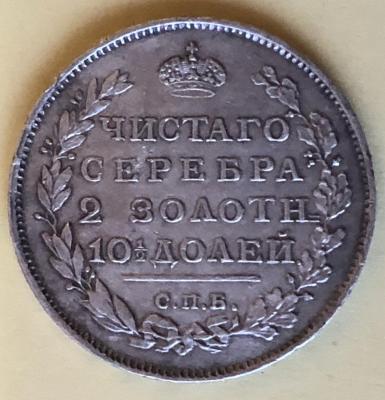 ЧИСТАГО
СЕРЕБРА
2 ЗОЛОТН.
10½ ДОЛЕЙ
С.П.Б.